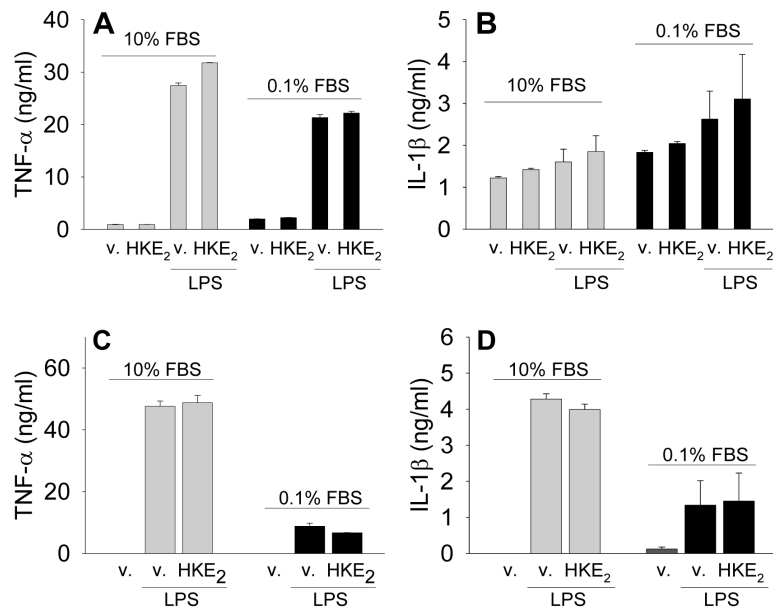 A
TNF-α (ng/ml)
40
30
20
10
0
10% FBS
0.1% FBS
v. HKE₂ v. HKE₂ v. HKE₂ v. HKE₂
LPS LPS
B
IL-1β (ng/ml)
5
4
3
2
1
0
10% FBS
0.1% FBS
v. HKE₂ v. HKE₂ v. HKE₂ v. HKE₂
LPS LPS
C
TNF-α (ng/ml)
60
40
20
0
10% FBS
0.1% FBS
v. v. HKE₂ v. v. HKE₂
LPS LPS
D
IL-1β (ng/ml)
6
5
4
3
2
1
0
10% FBS
0.1% FBS
v. v. HKE₂ v. v. HKE₂
LPS LPS